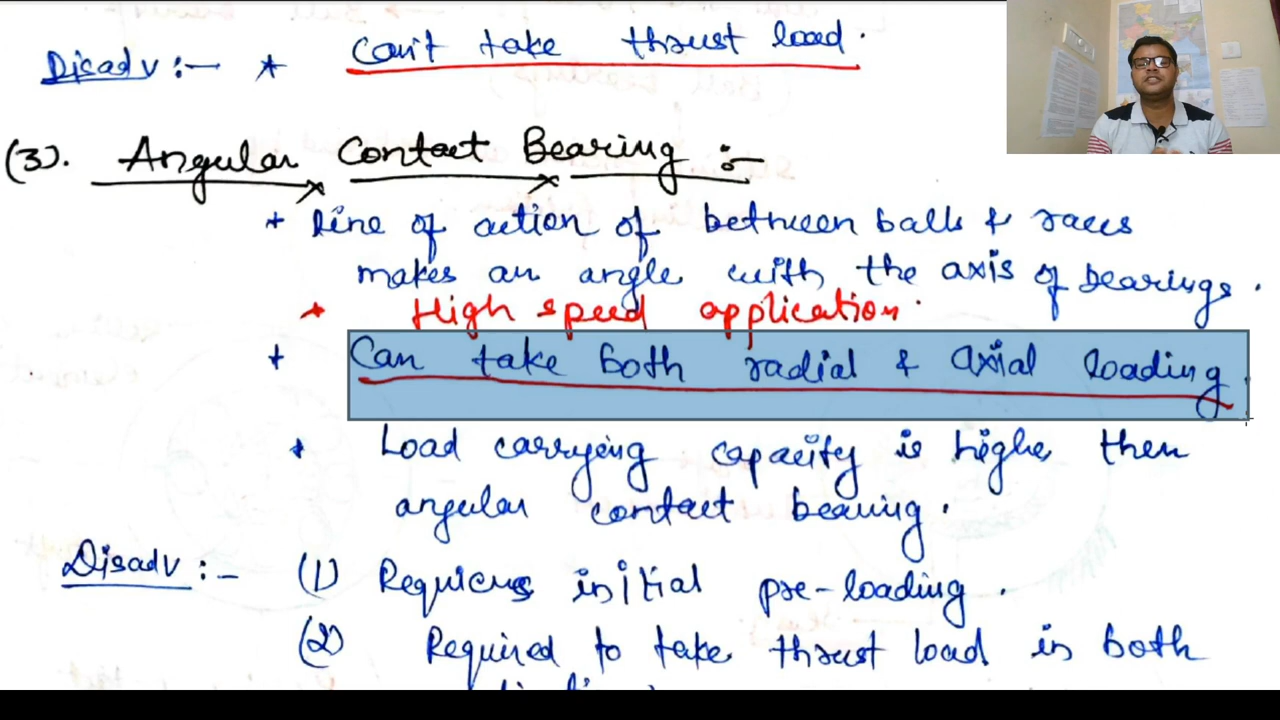 Disadv :- * Can't take thrust load.
(3). Angular Contact Bearing :-
+ Line of action of between balls & races
makes an angle with the axis of bearings.
* High speed application.
+ Can take both radial & axial loading.
* Load carrying capacity is highe then
angular contact bearing.
Disadv :- (1) Requires initial pre-loading.
(2) Required to take thrust load in both